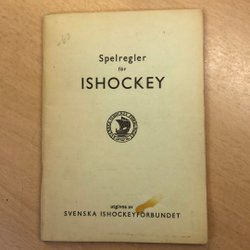 Spelregler
för
ISHOCKEY
utgivna av
SVENSKA ISHOCKEYFÖRBUNDET